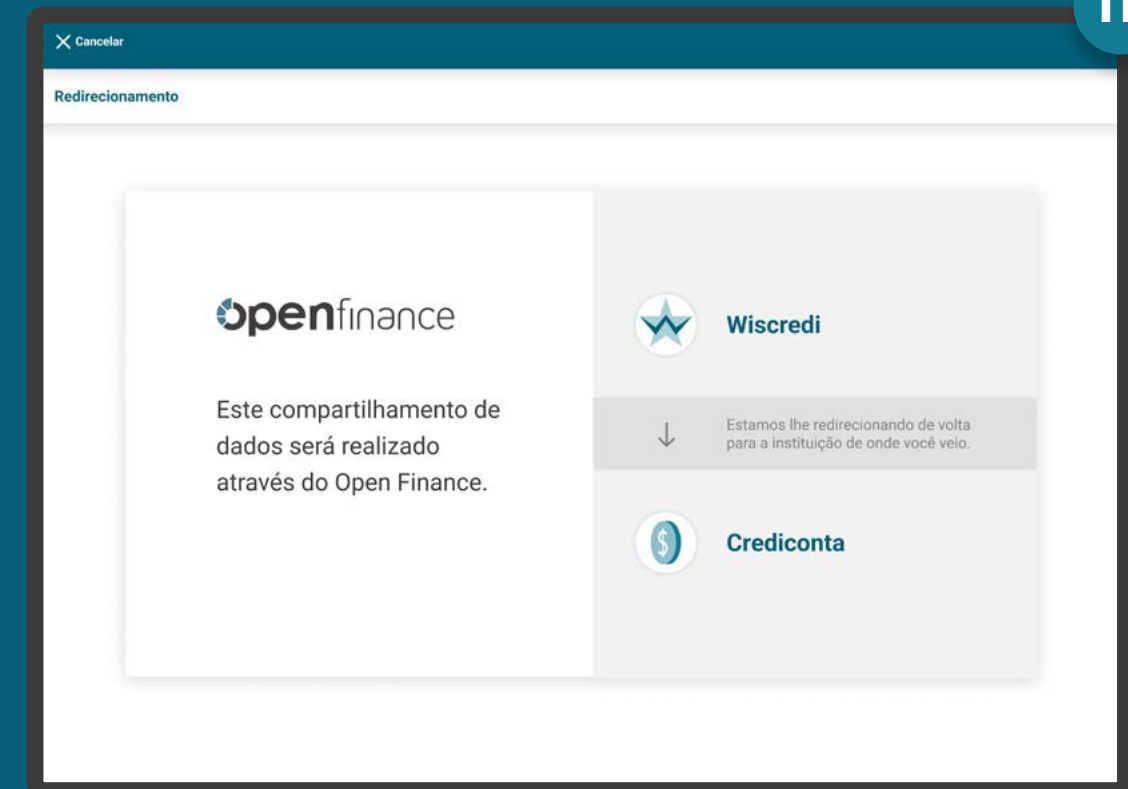 Cancelar
Redirecionamento
openfinance
Este compartilhamento de
dados será realizado
através do Open Finance.
Wiscredi
Estamos lhe redirecionando de volta
para a instituição de onde você veio.
$
Crediconta